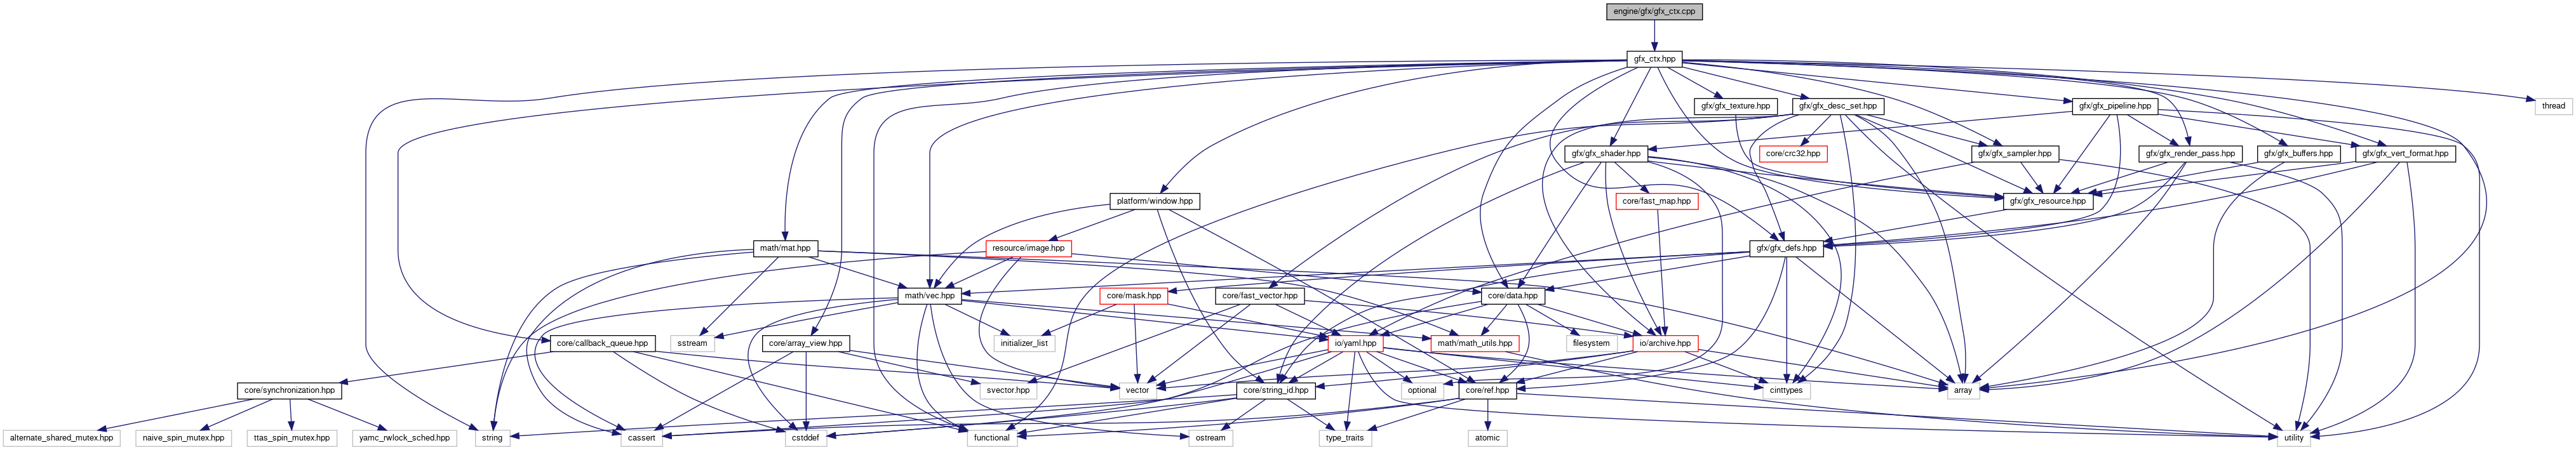 engine/gfx/gfx_ctx.cpp
gfx_ctx.hpp
gfx/gfx_texture.hpp
gfx/gfx_desc_set.hpp
gfx/gfx_pipeline.hpp
thread
gfx/gfx_shader.hpp
core/crc32.hpp
gfx/gfx_sampler.hpp
gfx/gfx_render_pass.hpp
gfx/gfx_buffers.hpp
gfx/gfx_vert_format.hpp
platform/window.hpp
core/fast_map.hpp
gfx/gfx_resource.hpp
math/mat.hpp
resource/image.hpp
gfx/gfx_defs.hpp
math/vec.hpp
core/mask.hpp
core/fast_vector.hpp
core/data.hpp
core/callback_queue.hpp
sstream
core/array_view.hpp
initializer_list
io/yaml.hpp
math/math_utils.hpp
filesystem
io/archive.hpp
core/synchronization.hpp
svector.hpp
vector
core/string_id.hpp
optional
core/ref.hpp
cinttypes
array
alternate_shared_mutex.hpp
naive_spin_mutex.hpp
ttas_spin_mutex.hpp
yamc_rwlock_sched.hpp
string
cassert
cstddef
functional
ostream
type_traits
atomic
utility